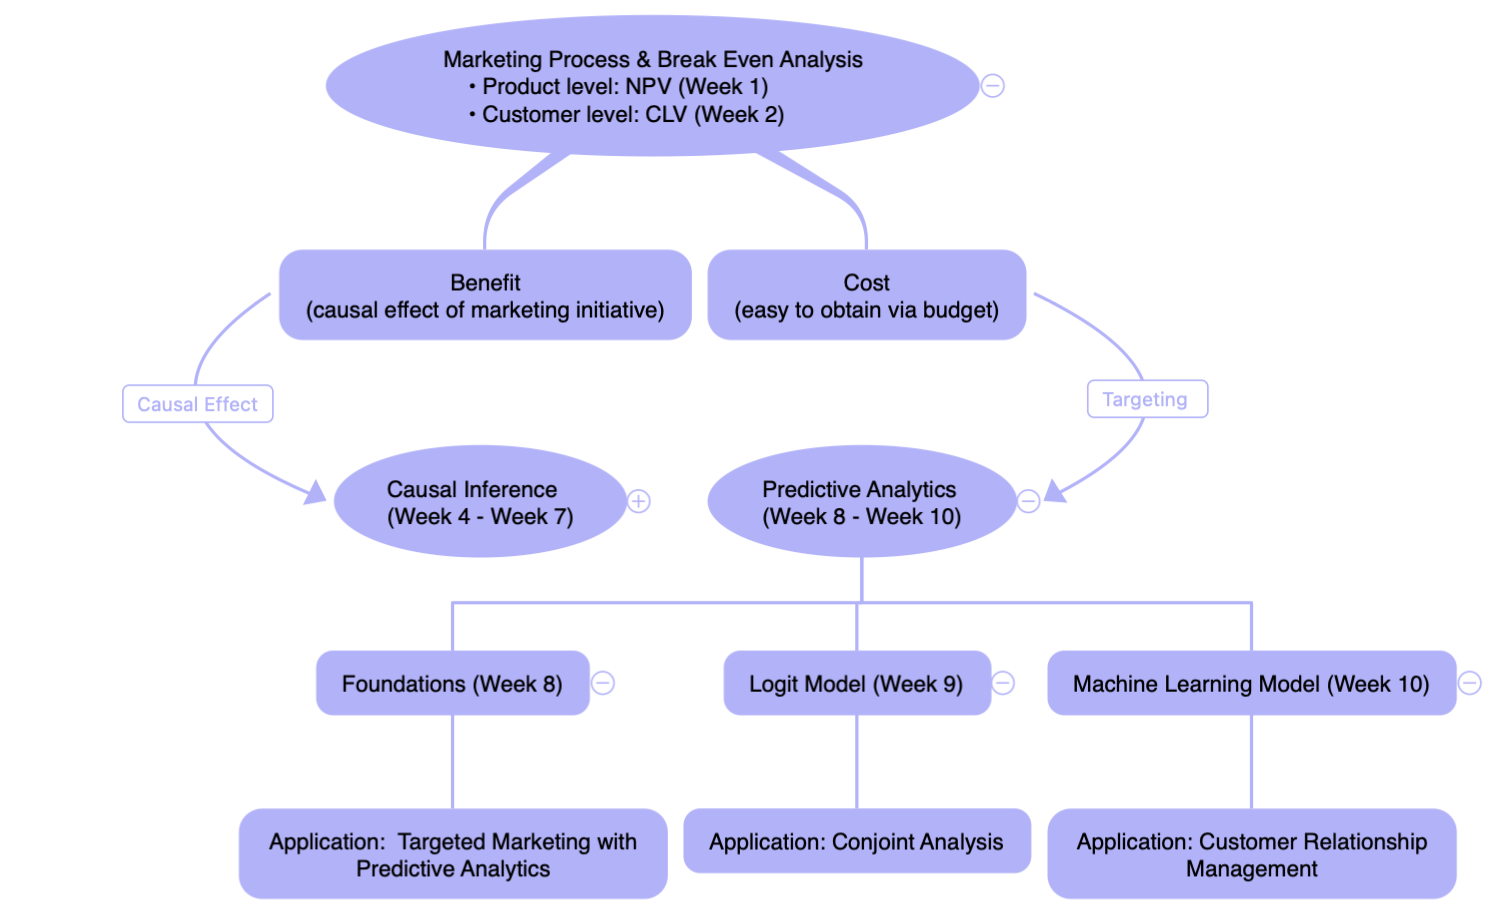 Marketing Process & Break Even Analysis
• Product level: NPV (Week 1)
• Customer level: CLV (Week 2)
Benefit
(causal effect of marketing initiative)
Cost
(easy to obtain via budget)
Causal Effect
Targeting
Causal Inference
(Week 4 - Week 7)
Predictive Analytics
(Week 8 - Week 10)
Foundations (Week 8)
Logit Model (Week 9)
Machine Learning Model (Week 10)
Application:  Targeted Marketing with
Predictive Analytics
Application: Conjoint Analysis
Application: Customer Relationship
Management